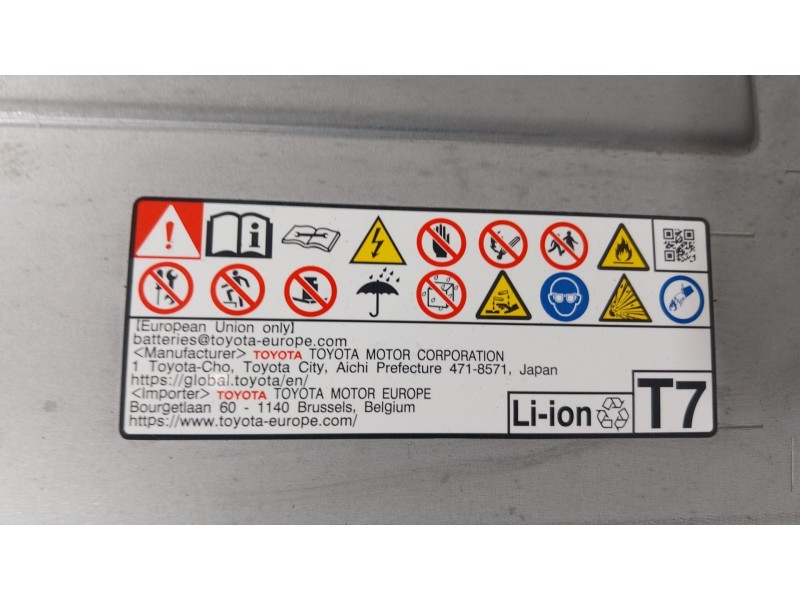 [European Union only]
batteries@toyota-europe.com
<Manufacturer> TOYOTA TOYOTA MOTOR CORPORATION
1 Toyota-Cho, Toyota City, Aichi Prefecture 471-8571, Japan
https://global.toyota/en/
<Importer> TOYOTA TOYOTA MOTOR EUROPE
Bourgetlaan 60 - 1140 Brussels, Belgium
https://www.toyota-europe.com/
Li-ion
T7